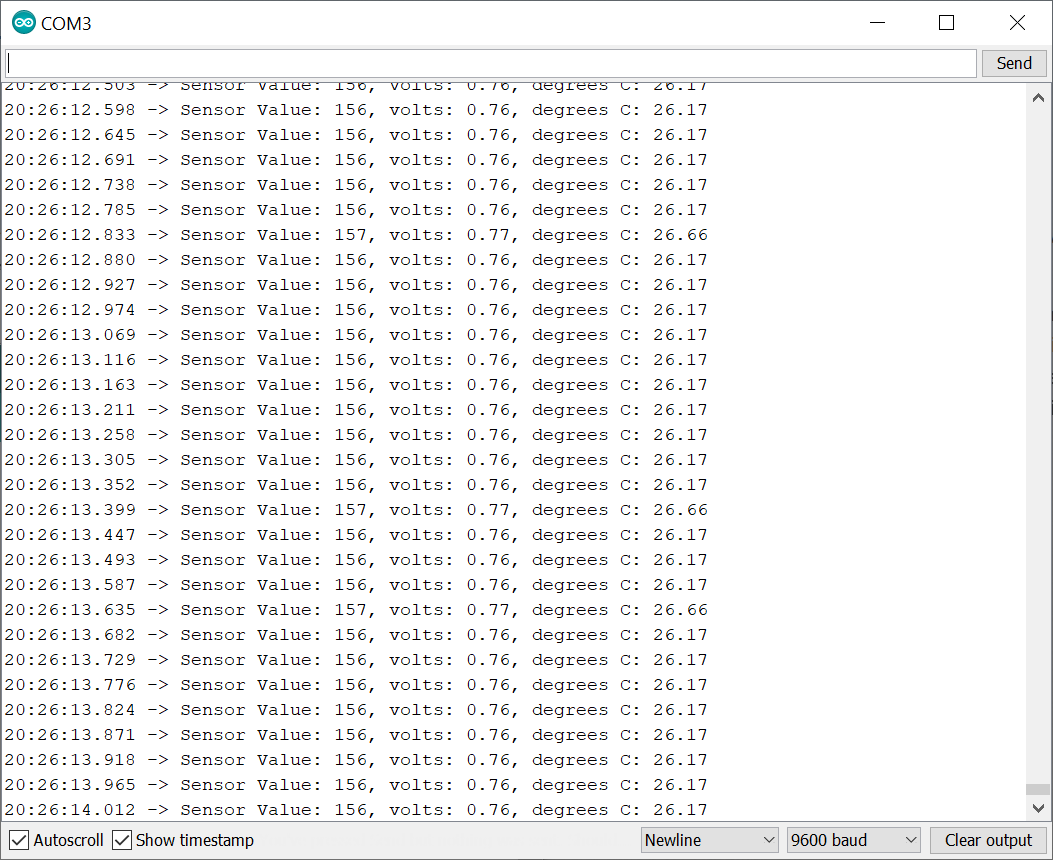 COM3
Send
20:26:12.503 -> Sensor Value: 156, volts: 0.76, degrees C: 26.17
20:26:12.598 -> Sensor Value: 156, volts: 0.76, degrees C: 26.17
20:26:12.645 -> Sensor Value: 156, volts: 0.76, degrees C: 26.17
20:26:12.691 -> Sensor Value: 156, volts: 0.76, degrees C: 26.17
20:26:12.738 -> Sensor Value: 156, volts: 0.76, degrees C: 26.17
20:26:12.785 -> Sensor Value: 156, volts: 0.76, degrees C: 26.17
20:26:12.833 -> Sensor Value: 157, volts: 0.77, degrees C: 26.66
20:26:12.880 -> Sensor Value: 156, volts: 0.76, degrees C: 26.17
20:26:12.927 -> Sensor Value: 156, volts: 0.76, degrees C: 26.17
20:26:12.974 -> Sensor Value: 156, volts: 0.76, degrees C: 26.17
20:26:13.069 -> Sensor Value: 156, volts: 0.76, degrees C: 26.17
20:26:13.116 -> Sensor Value: 156, volts: 0.76, degrees C: 26.17
20:26:13.163 -> Sensor Value: 156, volts: 0.76, degrees C: 26.17
20:26:13.211 -> Sensor Value: 156, volts: 0.76, degrees C: 26.17
20:26:13.258 -> Sensor Value: 156, volts: 0.76, degrees C: 26.17
20:26:13.305 -> Sensor Value: 156, volts: 0.76, degrees C: 26.17
20:26:13.352 -> Sensor Value: 156, volts: 0.76, degrees C: 26.17
20:26:13.399 -> Sensor Value: 157, volts: 0.77, degrees C: 26.66
20:26:13.447 -> Sensor Value: 156, volts: 0.76, degrees C: 26.17
20:26:13.493 -> Sensor Value: 156, volts: 0.76, degrees C: 26.17
20:26:13.587 -> Sensor Value: 156, volts: 0.76, degrees C: 26.17
20:26:13.635 -> Sensor Value: 157, volts: 0.77, degrees C: 26.66
20:26:13.682 -> Sensor Value: 156, volts: 0.76, degrees C: 26.17
20:26:13.729 -> Sensor Value: 156, volts: 0.76, degrees C: 26.17
20:26:13.776 -> Sensor Value: 156, volts: 0.76, degrees C: 26.17
20:26:13.824 -> Sensor Value: 156, volts: 0.76, degrees C: 26.17
20:26:13.871 -> Sensor Value: 156, volts: 0.76, degrees C: 26.17
20:26:13.918 -> Sensor Value: 156, volts: 0.76, degrees C: 26.17
20:26:13.965 -> Sensor Value: 156, volts: 0.76, degrees C: 26.17
20:26:14.012 -> Sensor Value: 156, volts: 0.76, degrees C: 26.17
Autoscroll Show timestamp Newline 9600 baud Clear output